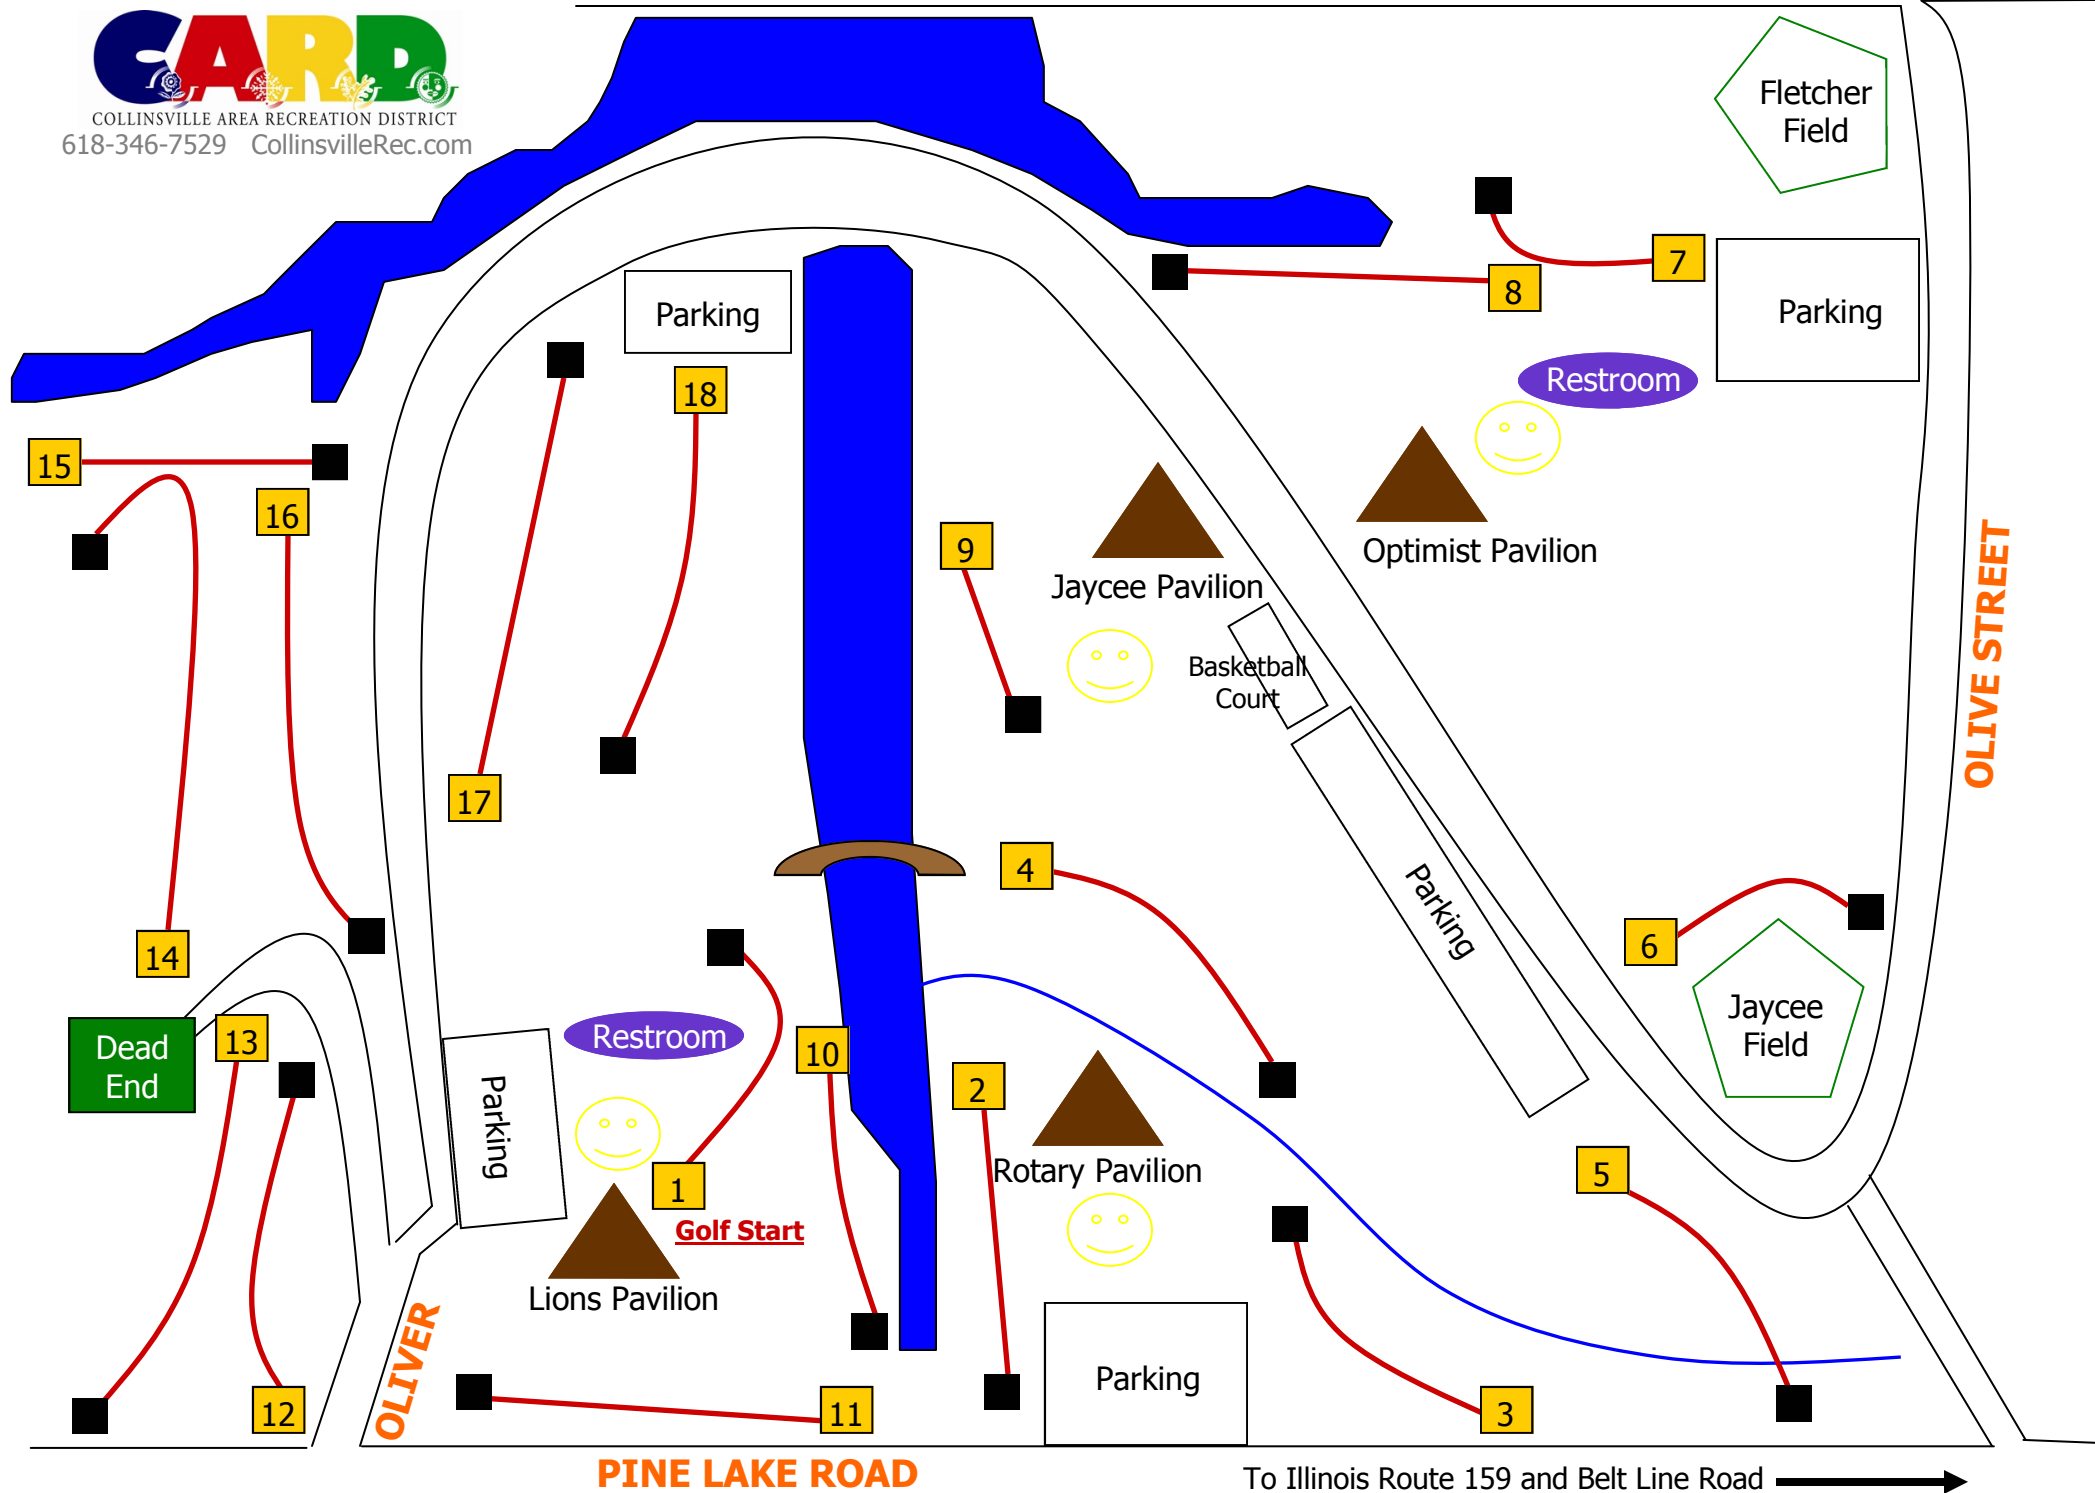 CARD
COLLINSVILLE AREA RECREATION DISTRICT
618-346-7529 CollinsvilleRec.com
Fletcher
Field
7
8
Parking
Parking
Restroom
18
15
16
9
Optimist Pavilion
Jaycee Pavilion
Basketball
Court
OLIVE STREET
17
4
Parking
6
14
Jaycee
Field
13
Dead
End
Restroom
10
2
Parking
Rotary Pavilion
5
1
Golf Start
Lions Pavilion
OLIVER
Parking
12
11
3
PINE LAKE ROAD
To Illinois Route 159 and Belt Line Road